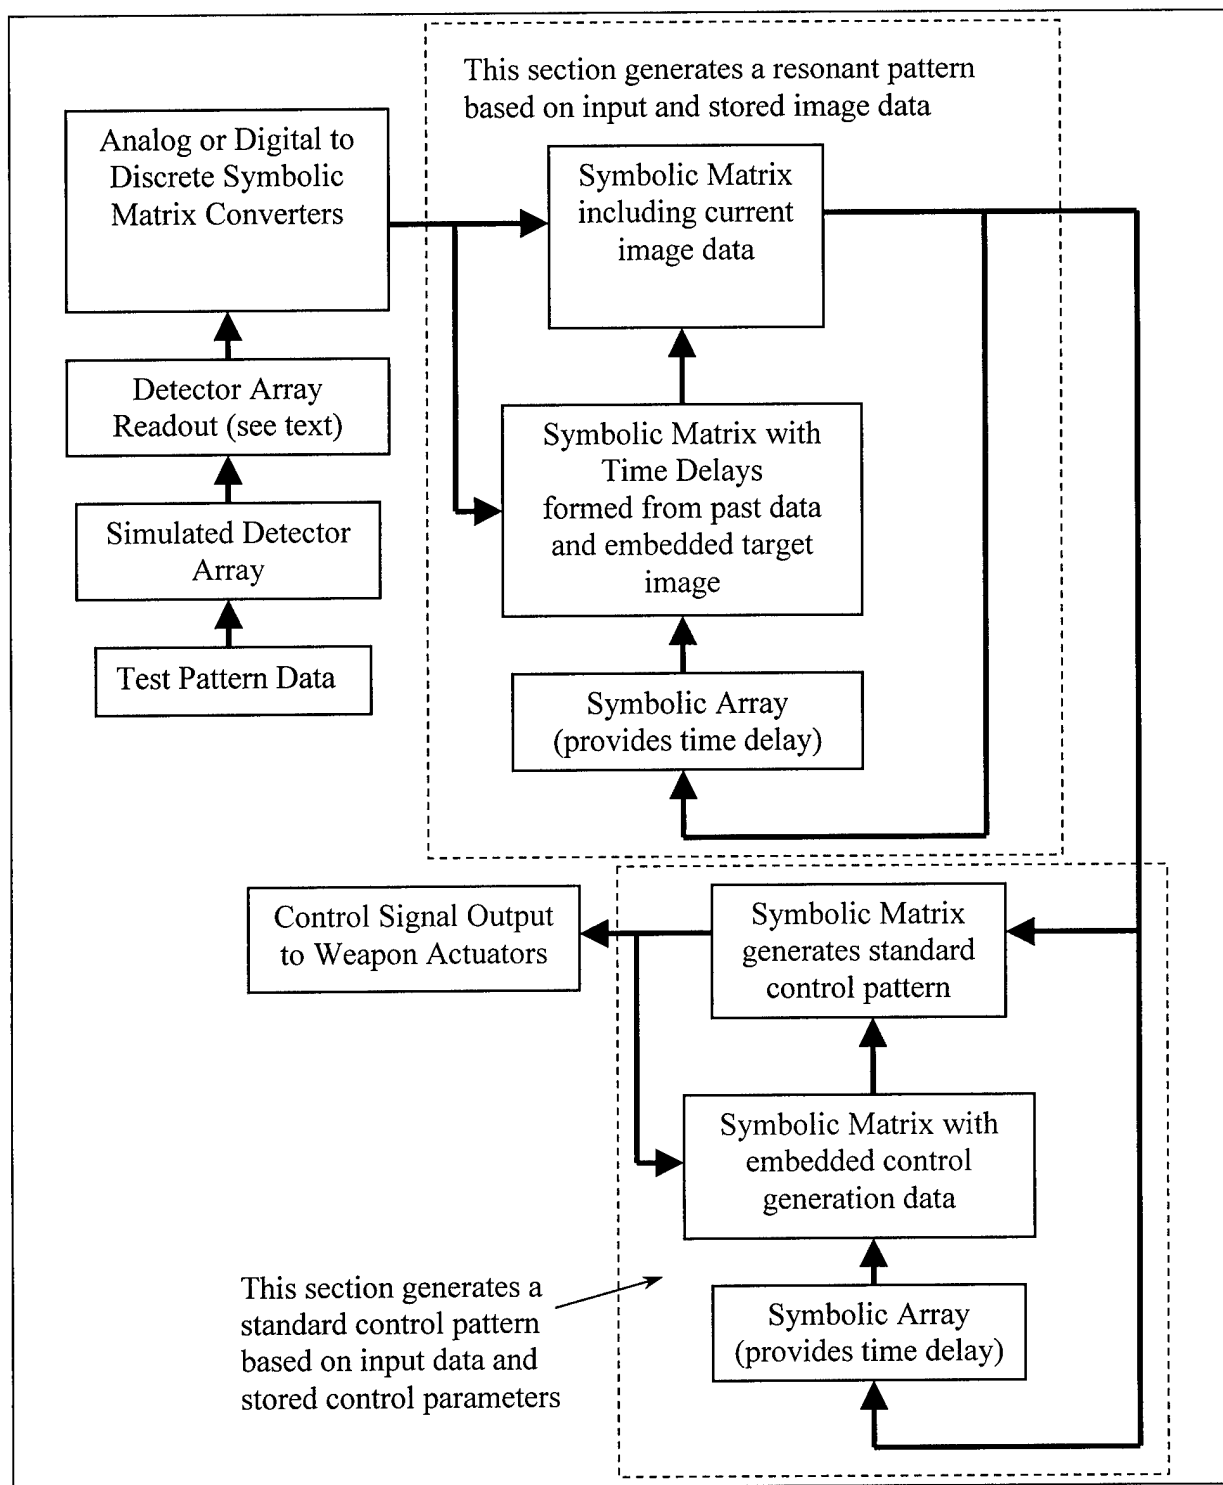 This section generates a resonant pattern
based on input and stored image data
Analog or Digital to
Discrete Symbolic
Matrix Converters
Symbolic Matrix
including current
image data
Detector Array
Readout (see text)
Symbolic Matrix with
Time Delays
formed from past data
and embedded target
image
Simulated Detector
Array
Test Pattern Data
Symbolic Array
(provides time delay)
Control Signal Output
to Weapon Actuators
Symbolic Matrix
generates standard
control pattern
Symbolic Matrix with
embedded control
generation data
This section generates a
standard control pattern
based on input data and
stored control parameters
Symbolic Array
(provides time delay)